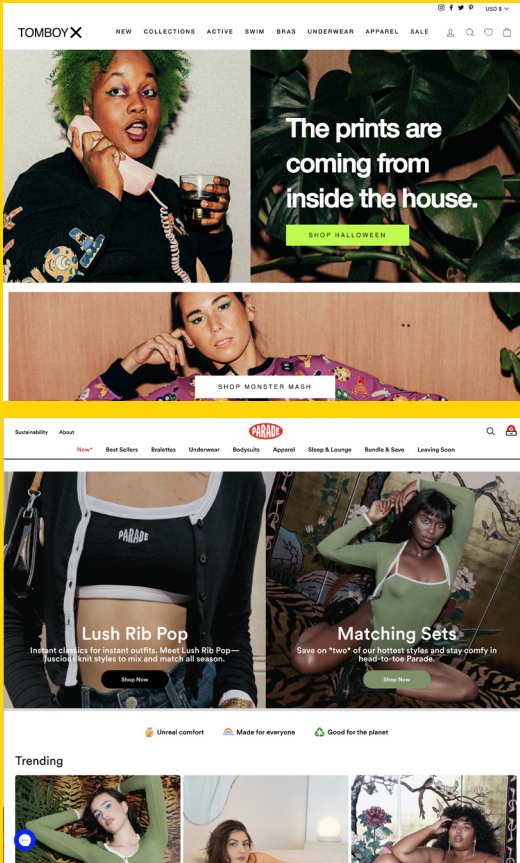 USD $
TOMBOYX
NEW COLLECTIONS ACTIVE SWIM BRAS UNDERWEAR APPAREL SALE
The prints are
coming from
inside the house.
SHOP HALLOWEEN
SHOP MONSTER MASH
Sustainability About
PARADE
New* Best Sellers Bralettes Underwear Bodysuits Apparel Sleep & Lounge Bundle & Save Leaving Soon
PARADE
Lush Rib Pop
Instant classics for instant outfits. Meet Lush Rib Pop—
luscious knit styles to mix and match all season.
Shop Now
Matching Sets
Save on *two* of our hottest styles and stay comfy in
head-to-toe Parade.
Shop Now
Unreal comfort Made for everyone Good for the planet
Trending